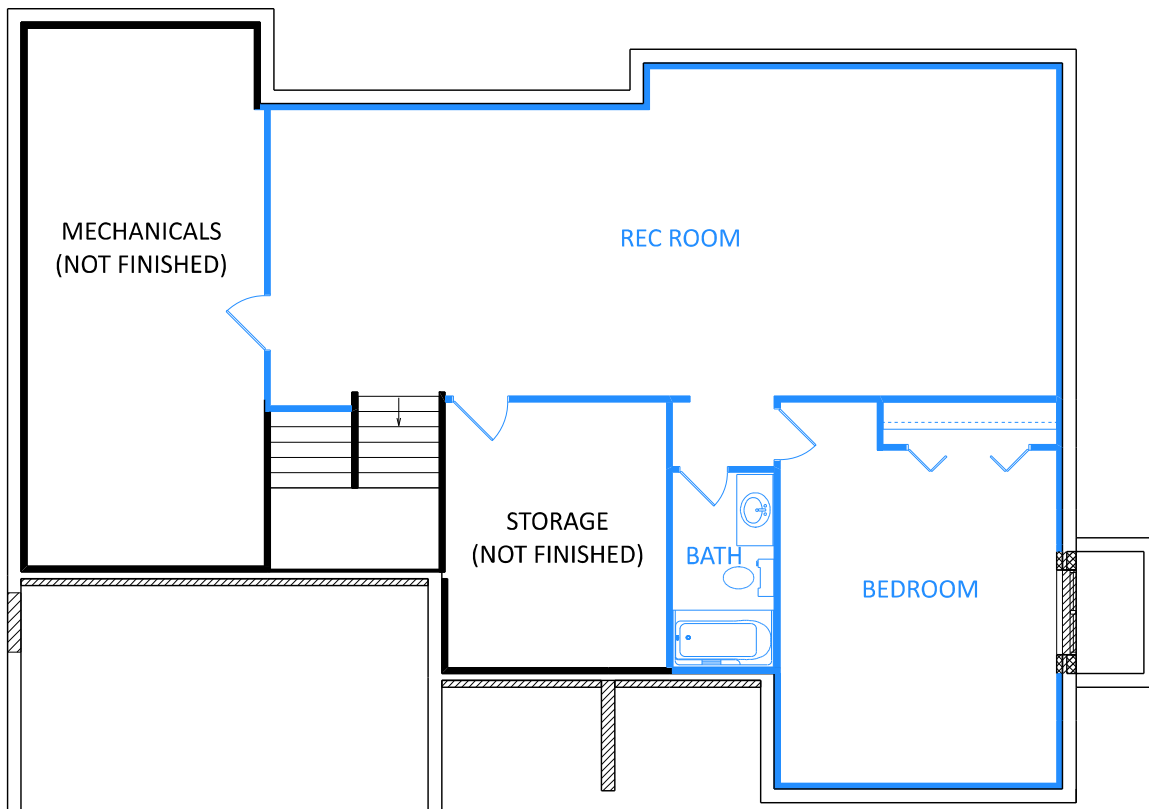 MECHANICALS
(NOT FINISHED)
REC ROOM
STORAGE
(NOT FINISHED)
BATH
BEDROOM